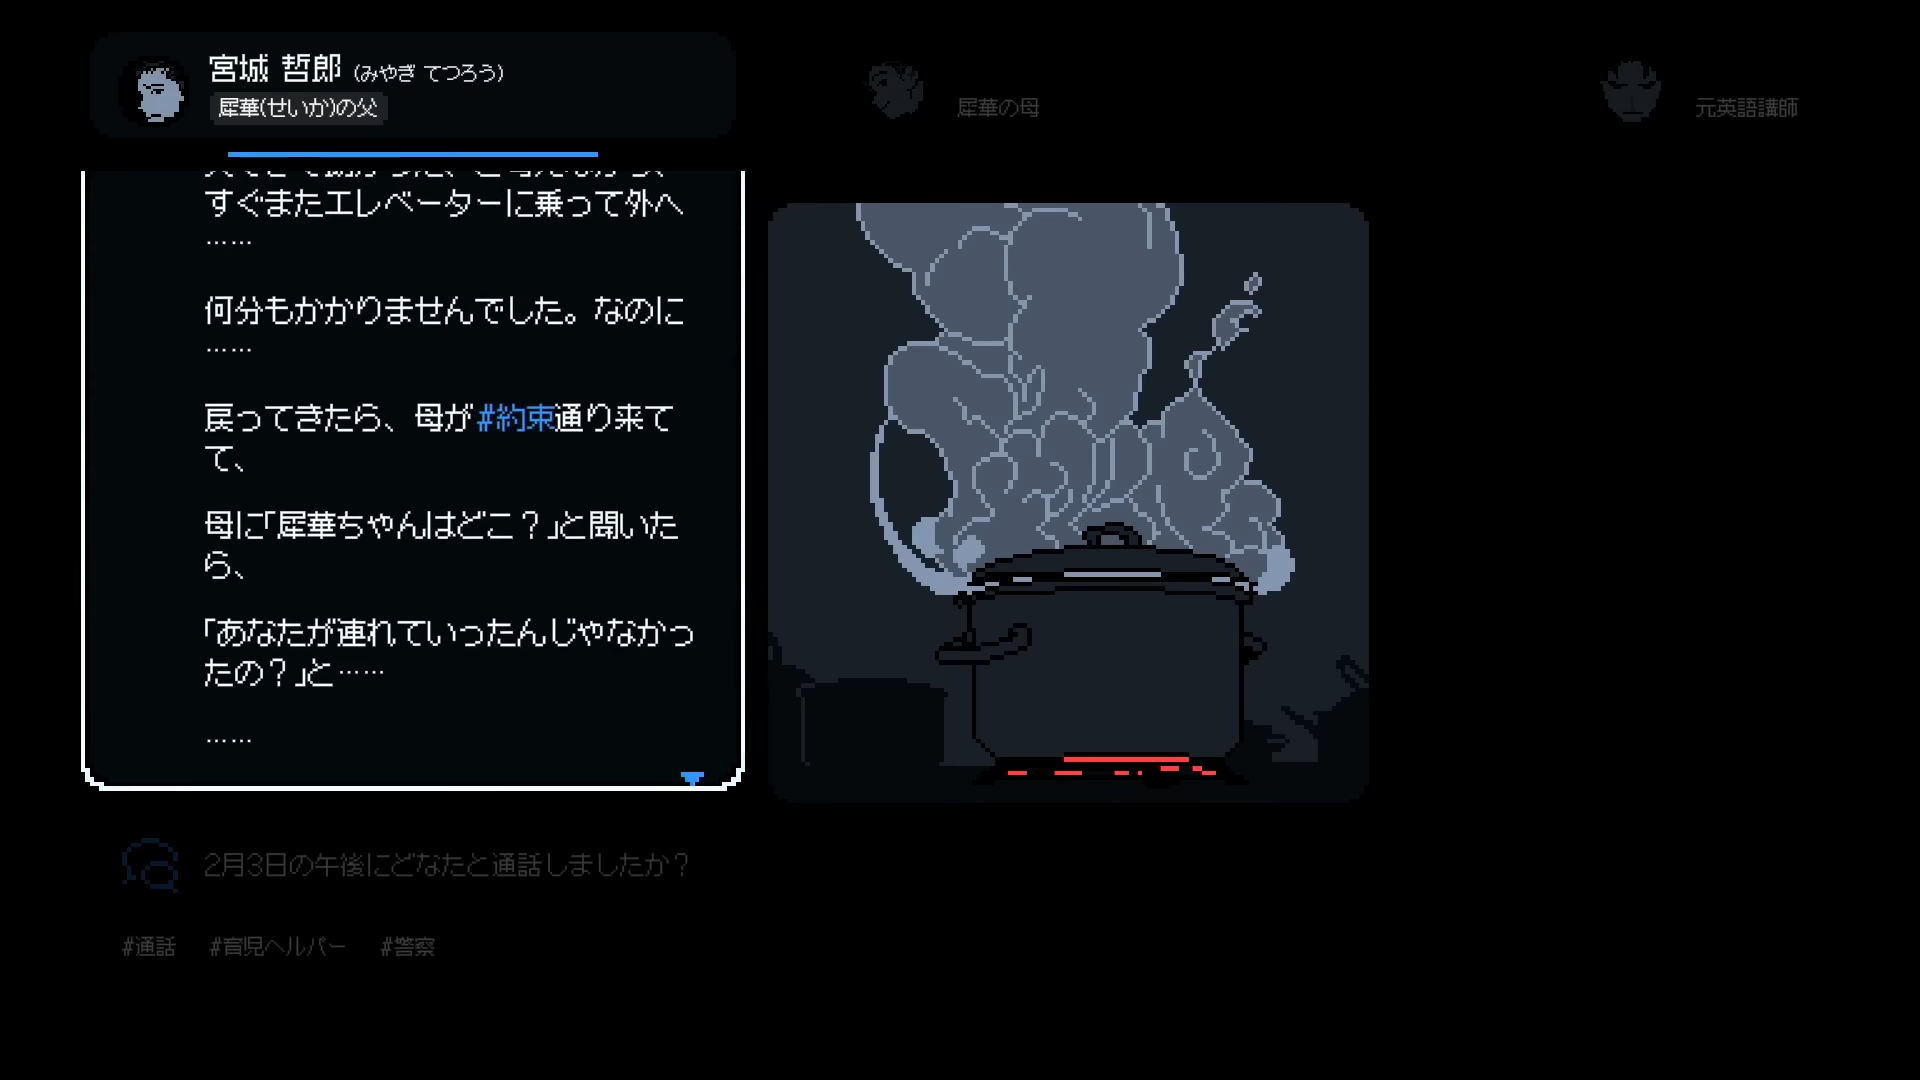 宮城 哲郎 (みやぎ てつろう)
犀華(せいか)の父
犀華の母
元英語講師
すぐまたエレベーターに乗って外へ
……
何分もかかりませんでした。なのに
……
戻ってきたら、母が#約束通り来て
て、
母に「犀華ちゃんはどこ？」と聞いた
ら、
「あなたが連れていったんじゃなかっ
たの？」と……
……
2月3日の午後にどなたと通話しましたか？
#通話 #育児ヘルパー #警察